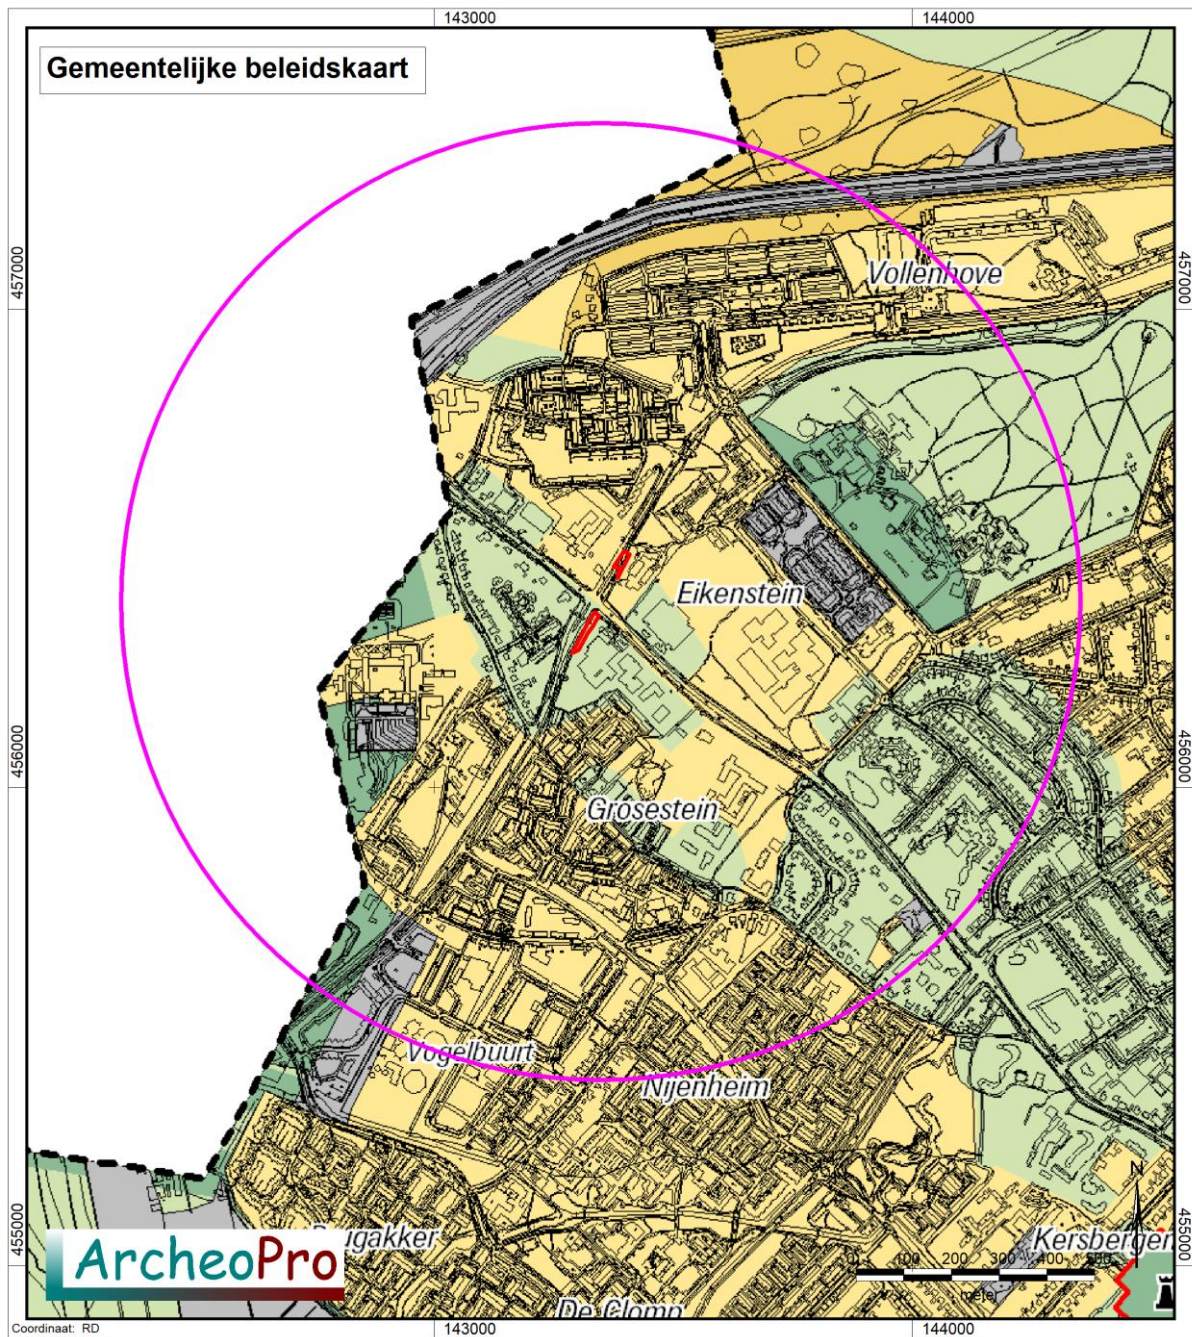 143000
144000
Gemeentelijke beleidskaart
457000
457000
Vollenhove
Eikenstein
456000
456000
Grosestein
Vogelbuurt
Nijenheim
N
455000
455000
Kersbergen
100 200 300 400 500
meter
ArcheoPro
De Clomp
Coordinaat: RD
143000
144000